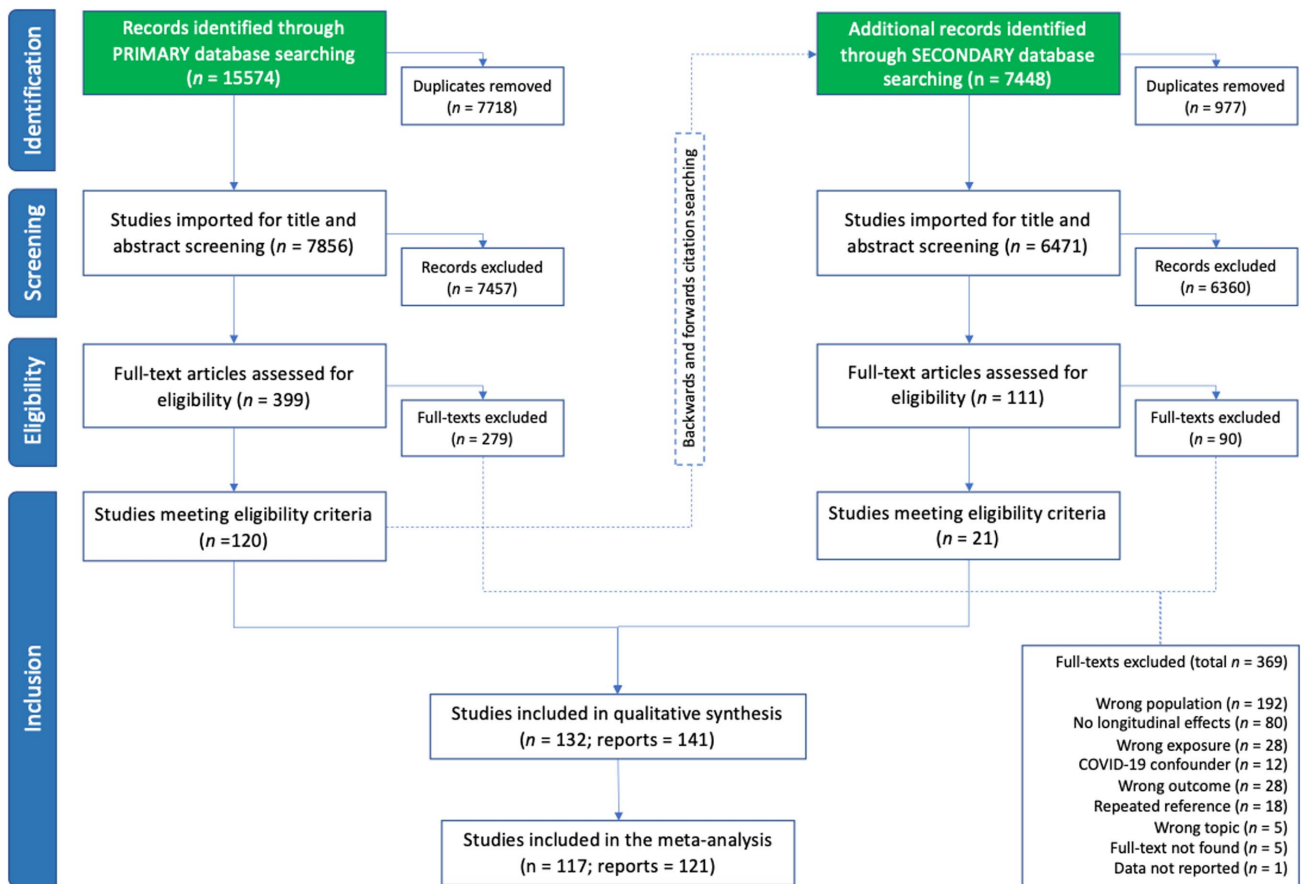 Identification
Records identified through
PRIMARY database searching
(n = 15574)
Duplicates removed
(n = 7718)
Additional records identified
through SECONDARY database
searching (n = 7448)
Duplicates removed
(n = 977)
Backwards and forwards citation searching
Screening
Studies imported for title and
abstract screening (n = 7856)
Records excluded
(n = 7457)
Studies imported for title and
abstract screening (n = 6471)
Records excluded
(n = 6360)
Eligibility
Full-text articles assessed for
eligibility (n = 399)
Full-texts excluded
(n = 279)
Full-text articles assessed for
eligibility (n = 111)
Full-texts excluded
(n = 90)
Inclusion
Studies meeting eligibility criteria
(n =120)
Studies meeting eligibility criteria
(n = 21)
Studies included in qualitative synthesis
(n = 132; reports = 141)
Studies included in the meta-analysis
(n = 117; reports = 121)
Full-texts excluded (total n = 369)
Wrong population (n = 192)
No longitudinal effects (n = 80)
Wrong exposure (n = 28)
COVID-19 confounder (n = 12)
Wrong outcome (n = 28)
Repeated reference (n = 18)
Wrong topic (n = 5)
Full-text not found (n = 5)
Data not reported (n = 1)